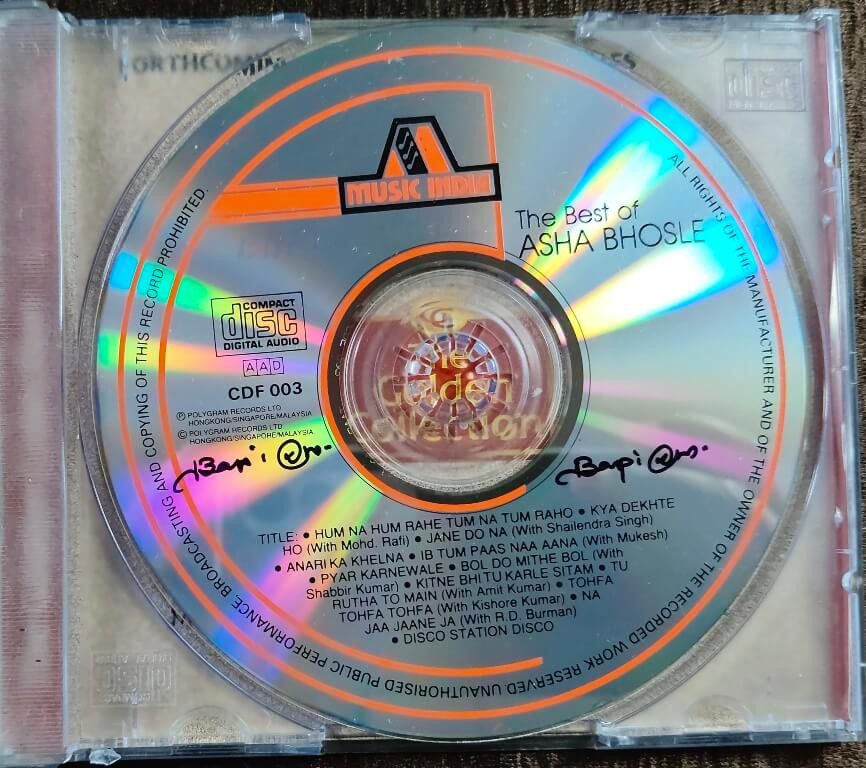 FORTHCOMIN
disc
MUSIC INDIA
The Best of
ASHA BHOSLE
COMPACT
disc
DIGITAL AUDIO
AAD
CDF 003
Ⓟ POLYGRAM RECORDS LTD
HONGKONG/SINGAPORE/MALAYSIA
© POLYGRAM RECORDS LTD
HONGKONG/SINGAPORE/MALAYSIA
The
Golden
Collection
Bapi
Bapi
TITLE: • HUM NA HUM RAHE TUM NA TUM RAHO • KYA DEKHTE
HO (With Mohd. Rafi) • JANE DO NA (With Shailendra Singh)
• ANARI KA KHELNA • IB TUM PAAS NAA AANA (With Mukesh)
• PYAR KARNEWALE • BOL DO MITHE BOL (With
Shabbir Kumar) • KITNE BHI TU KARLE SITAM • TU
RUTHA TO MAIN (With Amit Kumar) • TOHFA
TOHFA TOHFA (With Kishore Kumar) • NA
JAA JAANE JA (With R.D. Burman)
• DISCO STATION DISCO
ALL RIGHTS OF THE MANUFACTURER AND OF THE OWNER OF THE RECORDED WORK RESERVED. UNAUTHORISED PUBLIC PERFORMANCE, BROADCASTING AND COPYING OF THIS RECORD PROHIBITED.